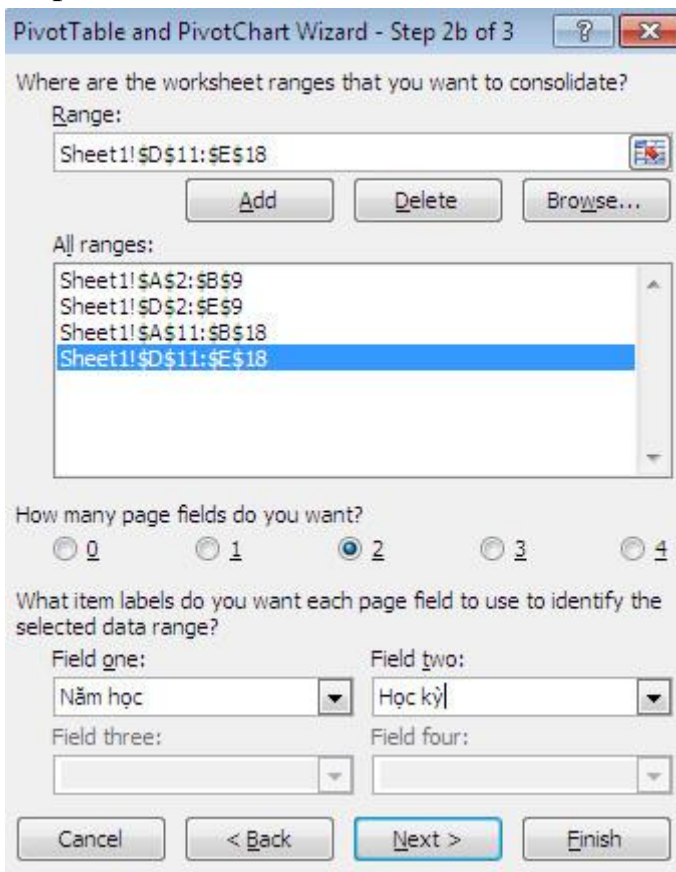 PivotTable and PivotChart Wizard - Step 2b of 3
Where are the worksheet ranges that you want to consolidate?
Range:
Sheet1!$D$11:$E$18
Add Delete Browse...
All ranges:
Sheet1!$A$2:$B$9
Sheet1!$D$2:$E$9
Sheet1!$A$11:$B$18
Sheet1!$D$11:$E$18
How many page fields do you want?
0 1 2 3 4
What item labels do you want each page field to use to identify the
selected data range?
Field one: Field two:
Năm học Học kỳ
Field three: Field four:
Cancel < Back Next > Finish